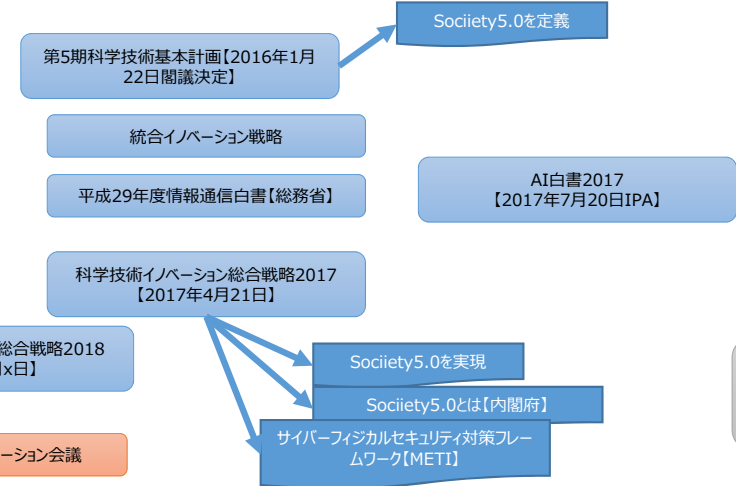 Sociiety5.0を定義
第5期科学技術基本計画【2016年1月
22日閣議決定】
統合イノベーション戦略
平成29年度情報通信白書【総務省】
AI白書2017
【2017年7月20日IPA】
科学技術イノベーション総合戦略2017
【2017年4月21日】
総合戦略2018
x日】
Sociiety5.0を実現
Sociiety5.0とは【内閣府】
サイバーフィジカルセキュリティ対策フレー
ムワーク【METI】
ーション会議